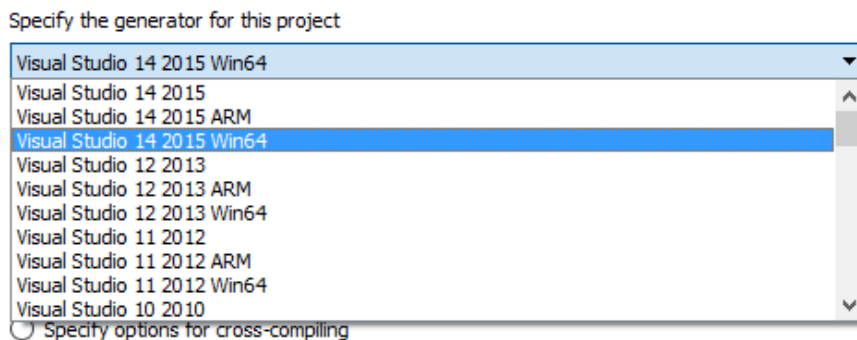 Specify the generator for this project
Visual Studio 14 2015 Win64
Visual Studio 14 2015
Visual Studio 14 2015 ARM
Visual Studio 14 2015 Win64
Visual Studio 12 2013
Visual Studio 12 2013 ARM
Visual Studio 12 2013 Win64
Visual Studio 11 2012
Visual Studio 11 2012 ARM
Visual Studio 11 2012 Win64
Visual Studio 10 2010
Specify options for cross-compiling